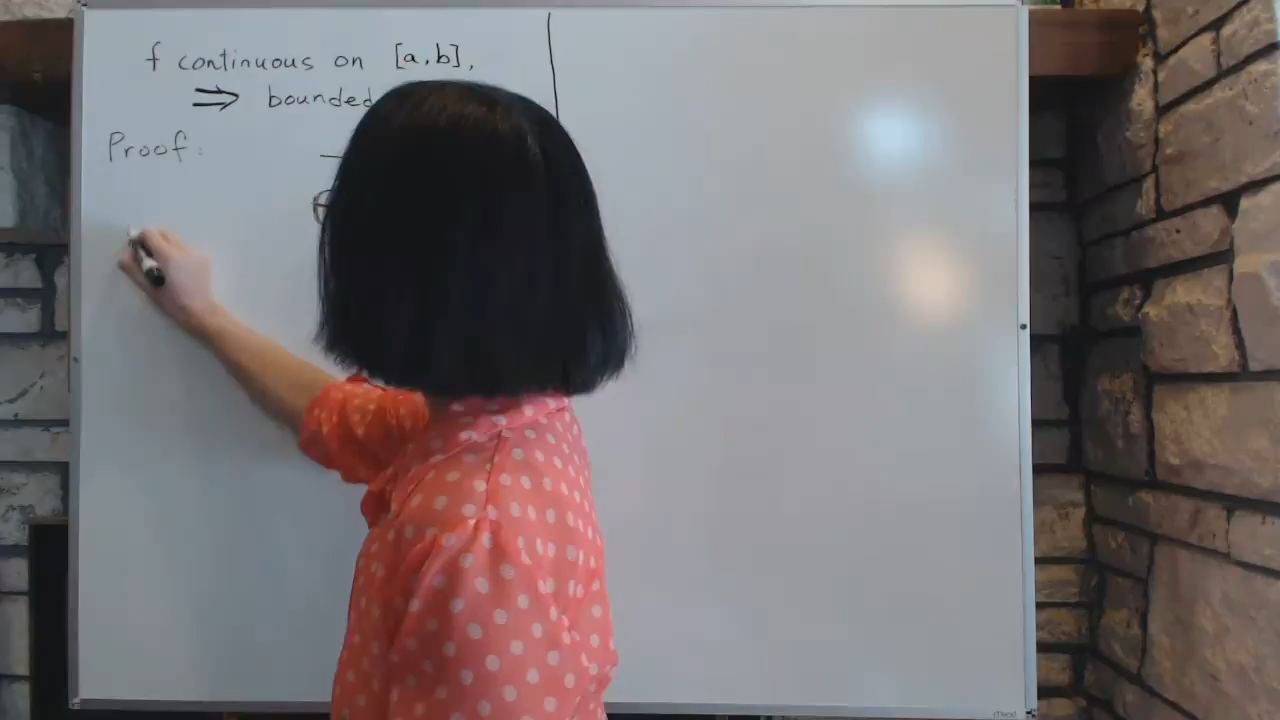 f continuous on [a,b],
⇒ bounded
Proof: